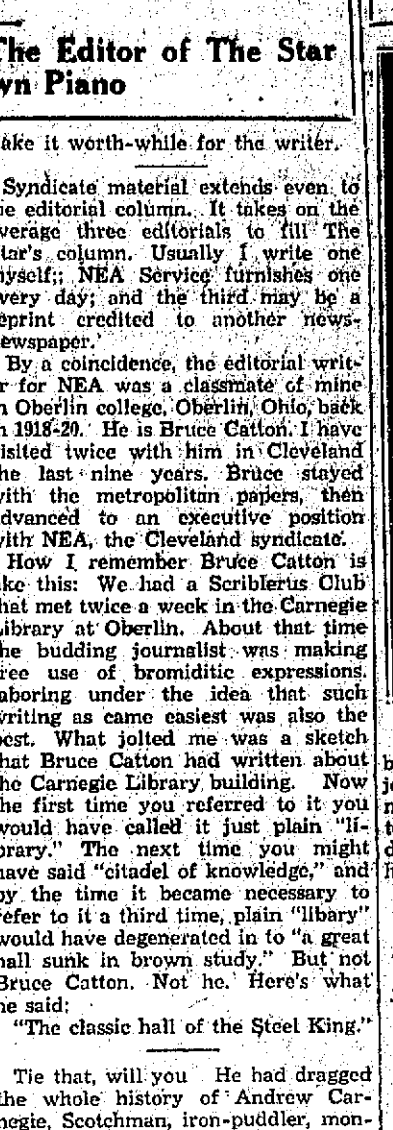 The Editor of The Star
wn Piano
ake it worth-while for the writer.
Syndicate material extends even to
he editorial column. It takes on the
verage three editorials to fill The
tar's column. Usually I write one
myself;; NEA Service furnishes one
very day; and the third may be a
eprint credited to another news-
ewspaper.
By a coincidence, the editorial writ-
r for NEA was a classmate of mine
n Oberlin college, Oberlin, Ohio, back
n 1918-20. He is Bruce Catton. I have
isited twice with him in Cleveland
he last nine years. Bruce stayed
with the metropolitan papers, then
advanced to an executive position
with NEA, the Cleveland syndicate.
How I remember Bruce Catton is
ike this: We had a Scriblerus Club
hat met twice a week in the Carnegie
Library at Oberlin. About that time
he budding journalist was making
ree use of bromiditic expressions.
aboring under the idea that such
writing as came easiest was also the
best. What jolted me was a sketch
hat Bruce Catton had written about
he Carnegie Library building. Now
he first time you referred to it you
would have called it just plain "li-
brary." The next time you might
have said "citadel of knowledge," and
by the time it became necessary to
refer to it a third time, plain "libary"
would have degenerated in to "a great
hall sunk in brown study." But not
Bruce Catton. Not he. Here's what
he said:
"The classic hall of the Steel King."
Tie that, will you He had dragged
the whole history of Andrew Car-
negie, Scotchman, iron-puddler, mon-